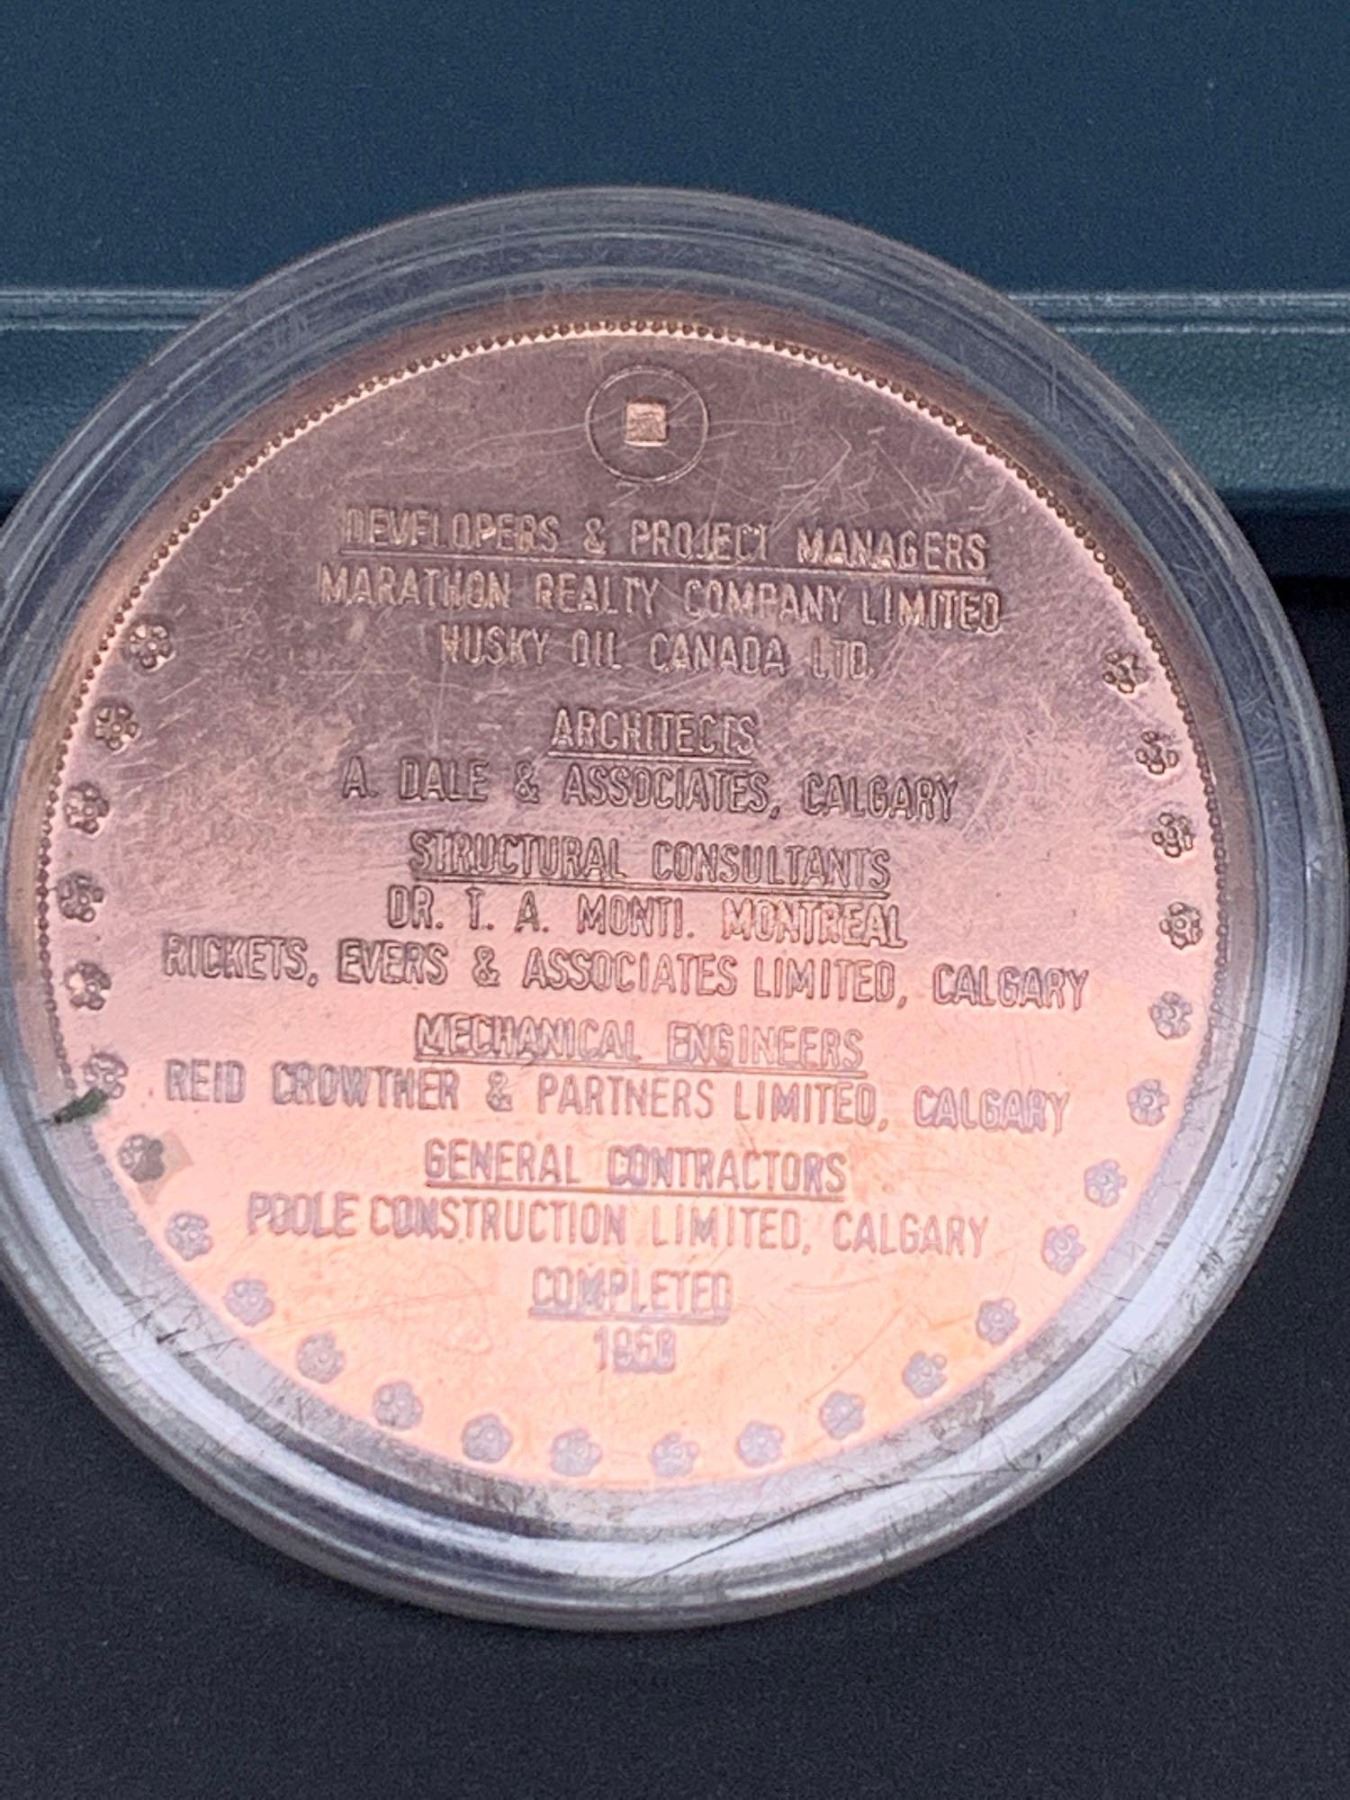 DEVELOPERS & PROJECT MANAGERS
MARATHON REALTY COMPANY LIMITED
HUSKY OIL CANADA LTD.
ARCHITECTS
A. DALE & ASSOCIATES, CALGARY
STRUCTURAL CONSULTANTS
DR. T. A. MONTI. MONTREAL
RICKETS, EVERS & ASSOCIATES LIMITED, CALGARY
MECHANICAL ENGINEERS
REID CROWTHER & PARTNERS LIMITED, CALGARY
GENERAL CONTRACTORS
POOLE CONSTRUCTION LIMITED, CALGARY
COMPLETED
1968